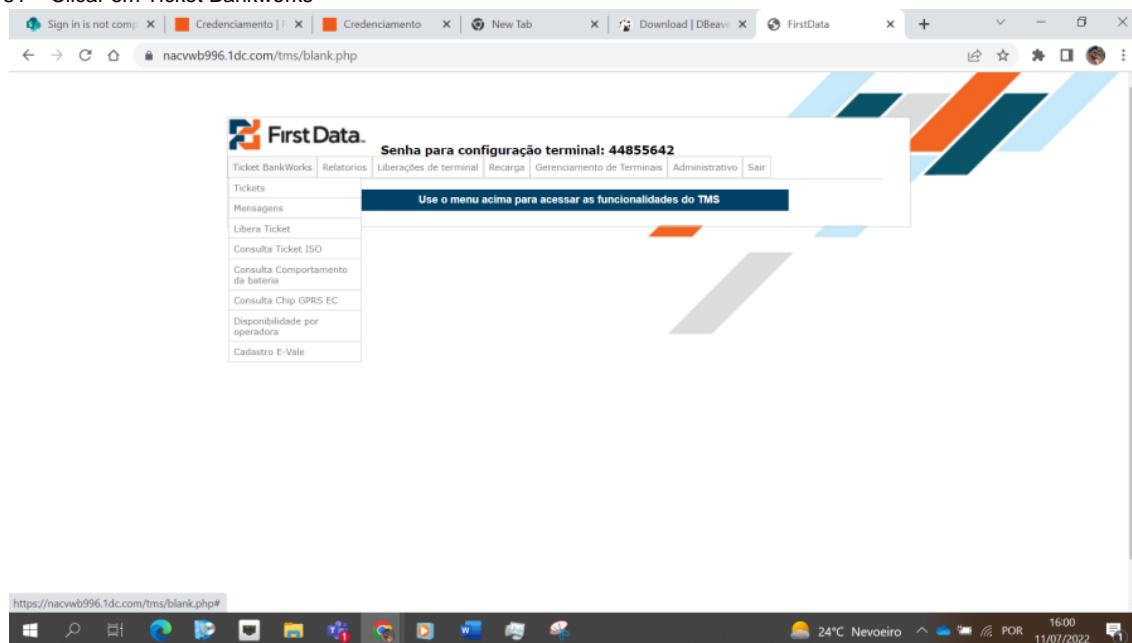 Clicar em Ticket Bankworks
Sign in is not comp Credenciamento | F Credenciamento New Tab Download | DBeave FirstData
nacvwb996.1dc.com/tms/blank.php
First Data.
Senha para configuração terminal: 44855642
Ticket BankWorks Relatorios Liberações de terminal Recarga Gerenciamento de Terminais Administrativo Sair
Tickets
Use o menu acima para acessar as funcionalidades do TMS
Mensagens
Libera Ticket
Consulta Ticket ISO
Consulta Comportamento
da bateria
Consulta Chip GPRS EC
Disponibilidade por
operadora
Cadastro E-Vale
https://nacvwb996.1dc.com/tms/blank.php#
24°C Nevoeiro POR 16:00
11/07/2022